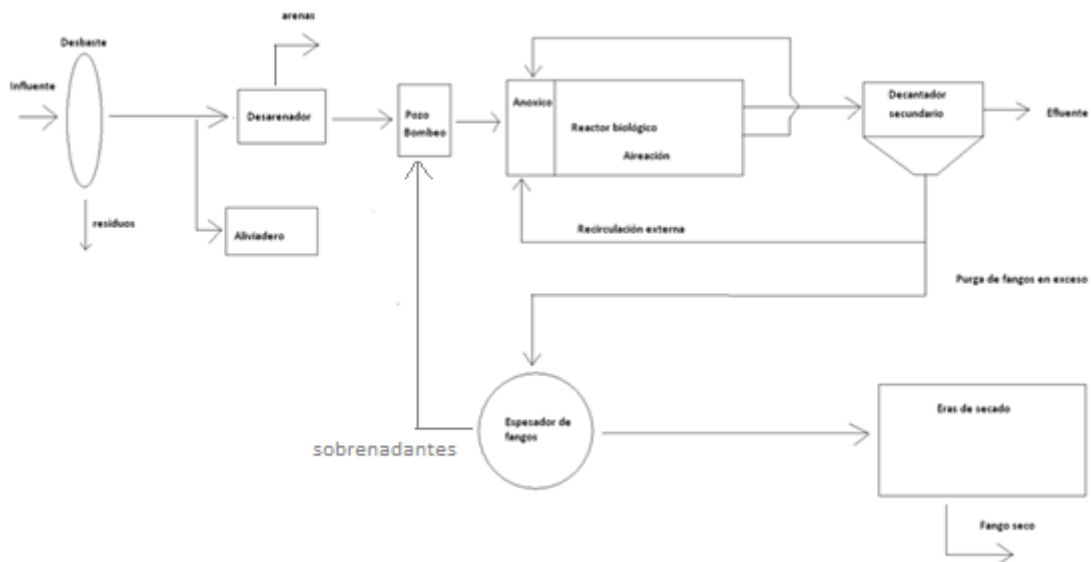 arenas
Desbaste
Influente
Desarenador
Pozo
Bombeo
Anoxico
Reactor biológico
Aireación
Decantador
secundario
Efluente
residuos
Aliviadero
Recirculación externa
Purga de fangos en exceso
Espesador de
fangos
sobrenadantes
Eras de secado
Fango seco